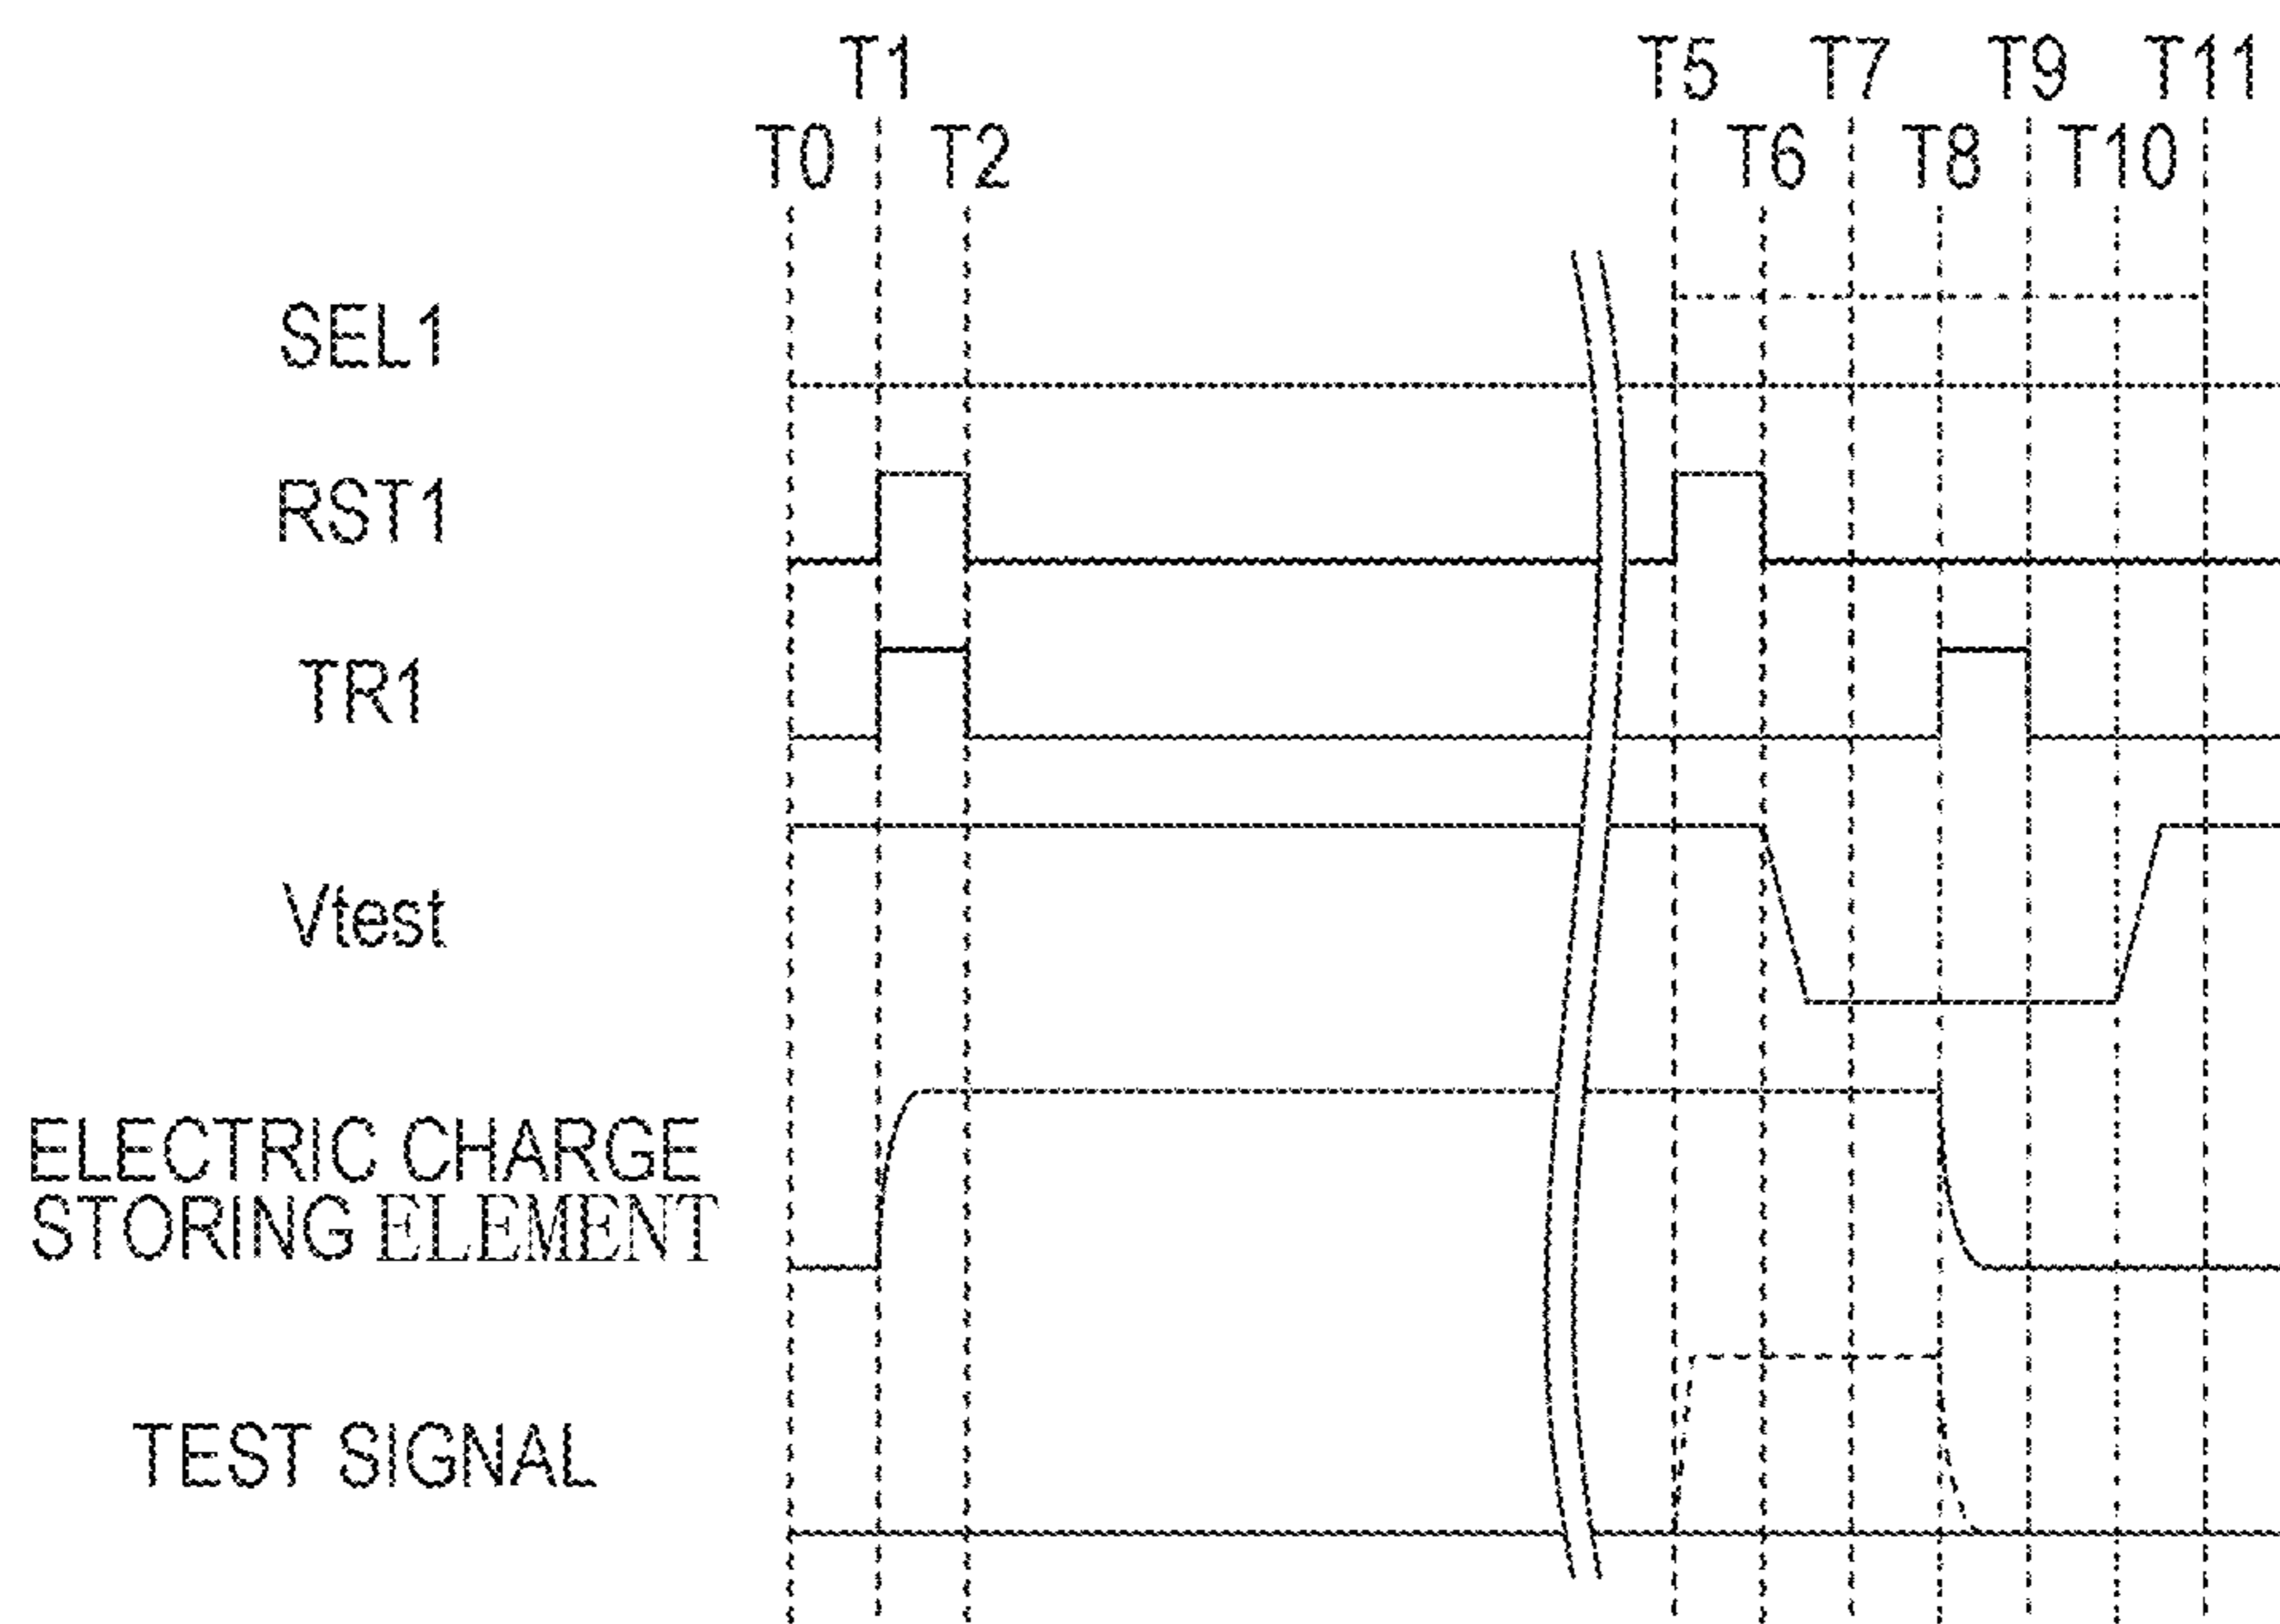 T1 T5 T7 T9 T11
T0 T2 T6 T8 T10
SEL1
RST1
TR1
Vtest
ELECTRIC CHARGE
STORING ELEMENT
TEST SIGNAL